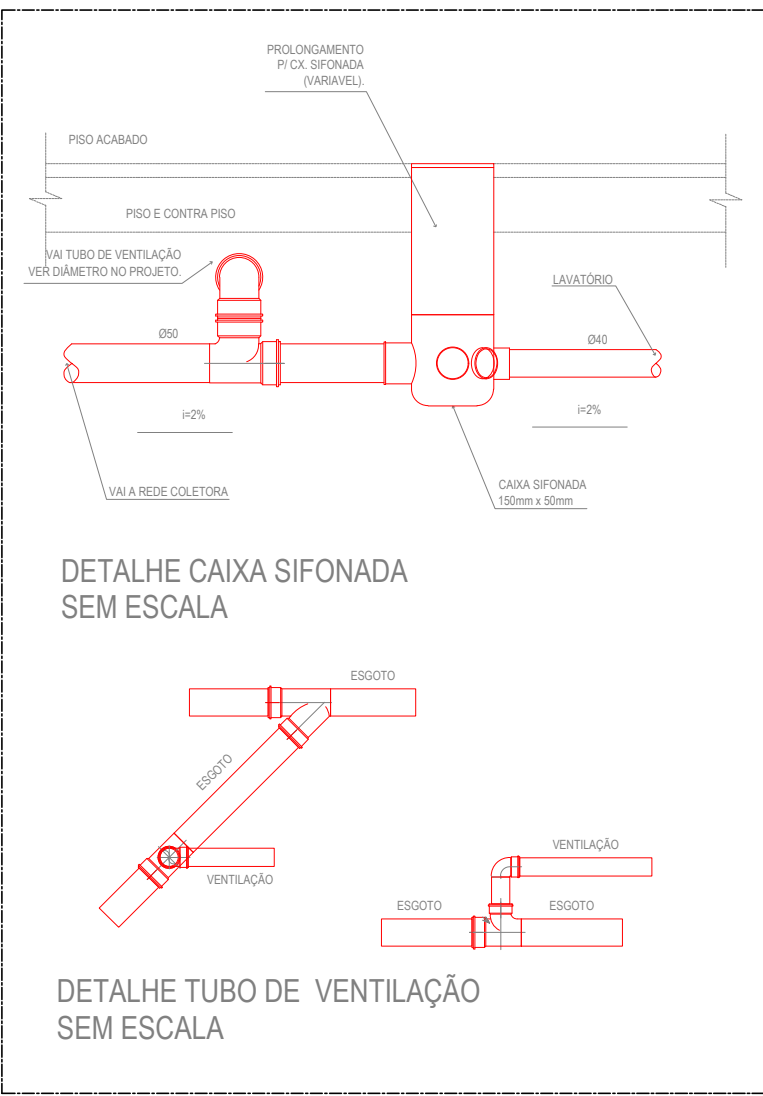 PROLONGAMENTO
P/ CX. SIFONADA
(VARIAVEL).
PISO ACABADO
PISO E CONTRA PISO
VAI TUBO DE VENTILAÇÃO
VER DIÂMETRO NO PROJETO.
LAVATÓRIO
Ø50
Ø40
i=2%
i=2%
VAI A REDE COLETORA
CAIXA SIFONADA
150mm x 50mm
DETALHE CAIXA SIFONADA
SEM ESCALA
ESGOTO
ESGOTO
VENTILAÇÃO
VENTILAÇÃO
ESGOTO
ESGOTO
DETALHE TUBO DE VENTILAÇÃO
SEM ESCALA